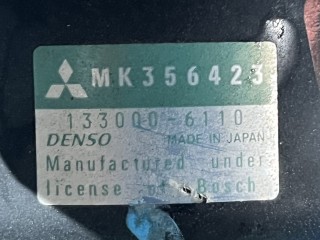 MK356423
133000-6110
DENSO MADE IN JAPAN
Manufactured under
license of Bosch